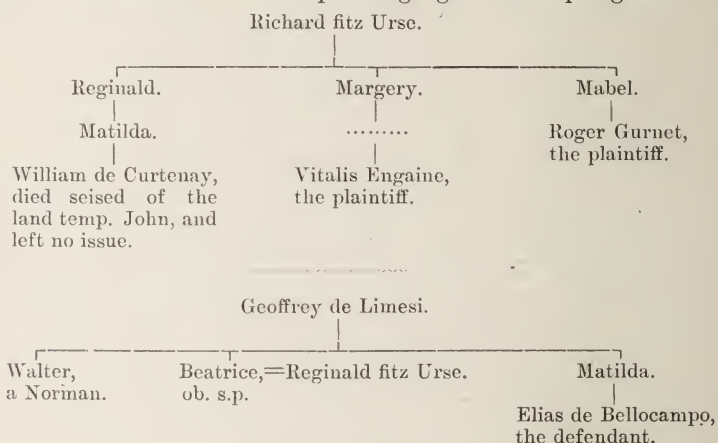 Richard fitz Urse.
Reginald. Margery. Mabel.
Matilda. ......... Roger Gurnet,
the plaintiff.
William de Curtenay,
died seised of the
land temp. John, and
left no issue.
Vitalis Engaine,
the plaintiff.
Geoffrey de Limesi.
Walter,
a Norman.
Beatrice,=Reginald fitz Urse.
ob. s.p.
Matilda.
Elias de Bellocampo,
the defendant.